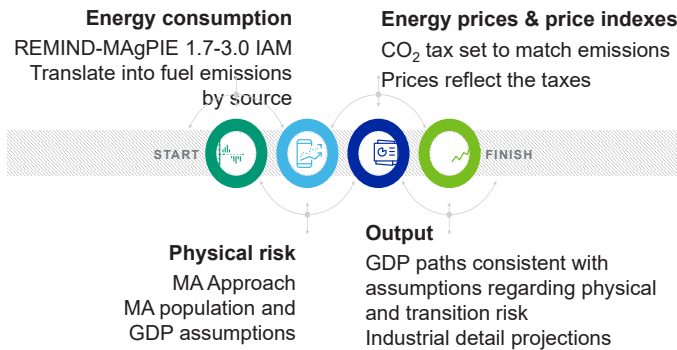 Energy consumption
REMIND-MAgPIE 1.7-3.0 IAM
Translate into fuel emissions
by source
Energy prices & price indexes
CO₂ tax set to match emissions
Prices reflect the taxes
START
FINISH
Physical risk
MA Approach
MA population and
GDP assumptions
Output
GDP paths consistent with
assumptions regarding physical
and transition risk
Industrial detail projections